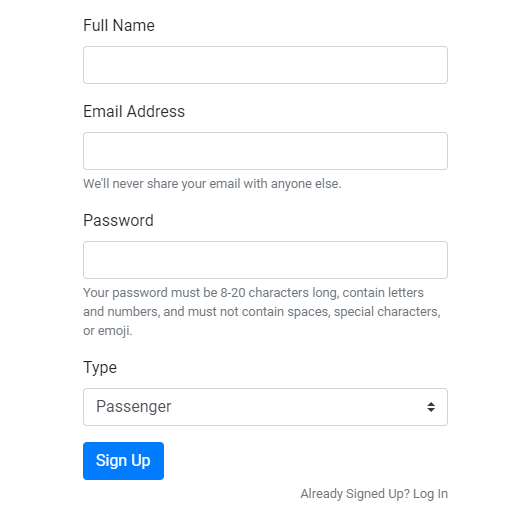 Full Name
Email Address
We'll never share your email with anyone else.
Password
Your password must be 8-20 characters long, contain letters
and numbers, and must not contain spaces, special characters,
or emoji.
Type
Passenger
Sign Up
Already Signed Up? Log In